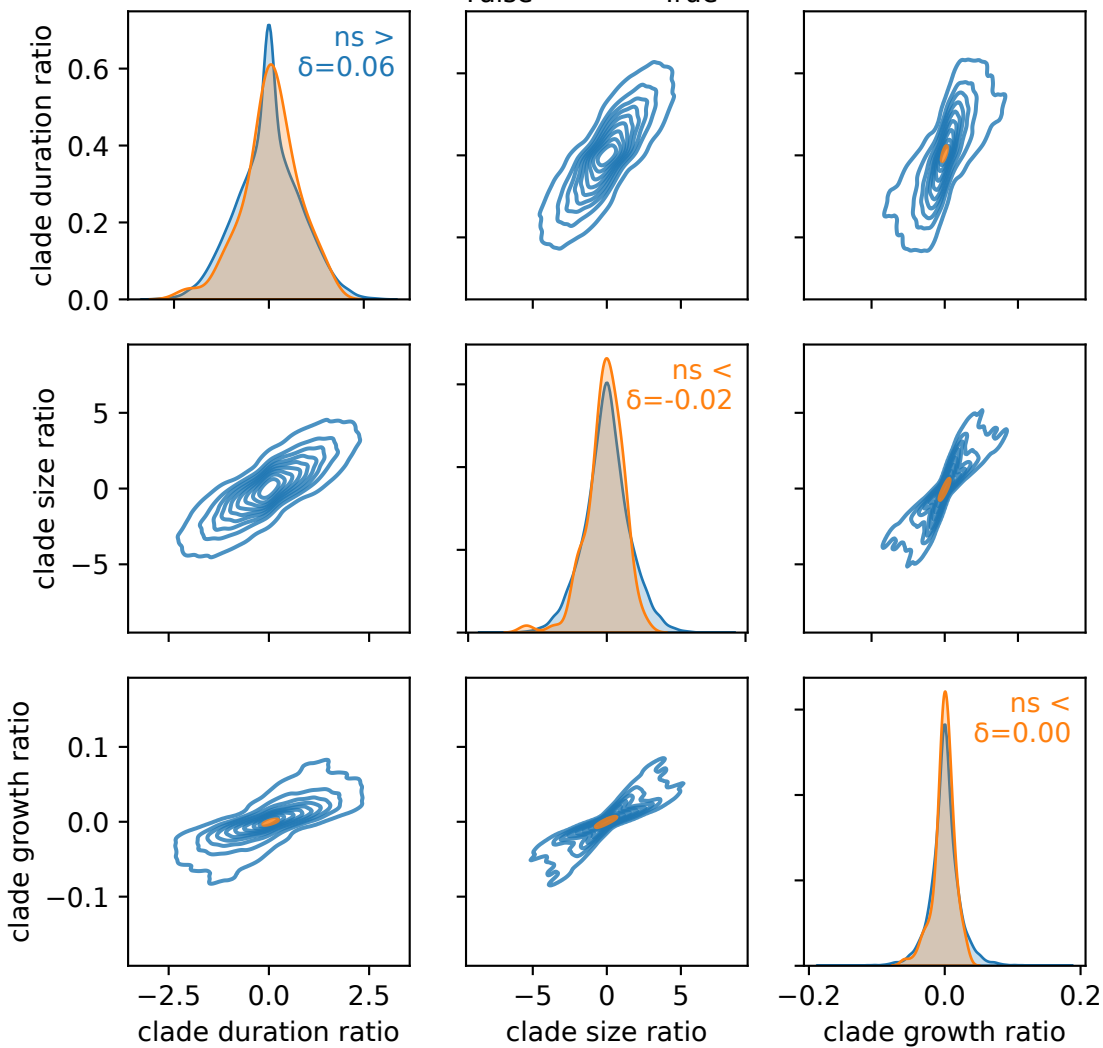 clade duration ratio
0.6
0.4
0.2
0.0
ns >
δ=0.06
clade size ratio
5
0
−5
ns <
δ=-0.02
clade growth ratio
0.1
0.0
−0.1
ns <
δ=0.00
−2.5 0.0 2.5
−5 0 5
−0.2 0.0 0.2
clade duration ratio
clade size ratio
clade growth ratio